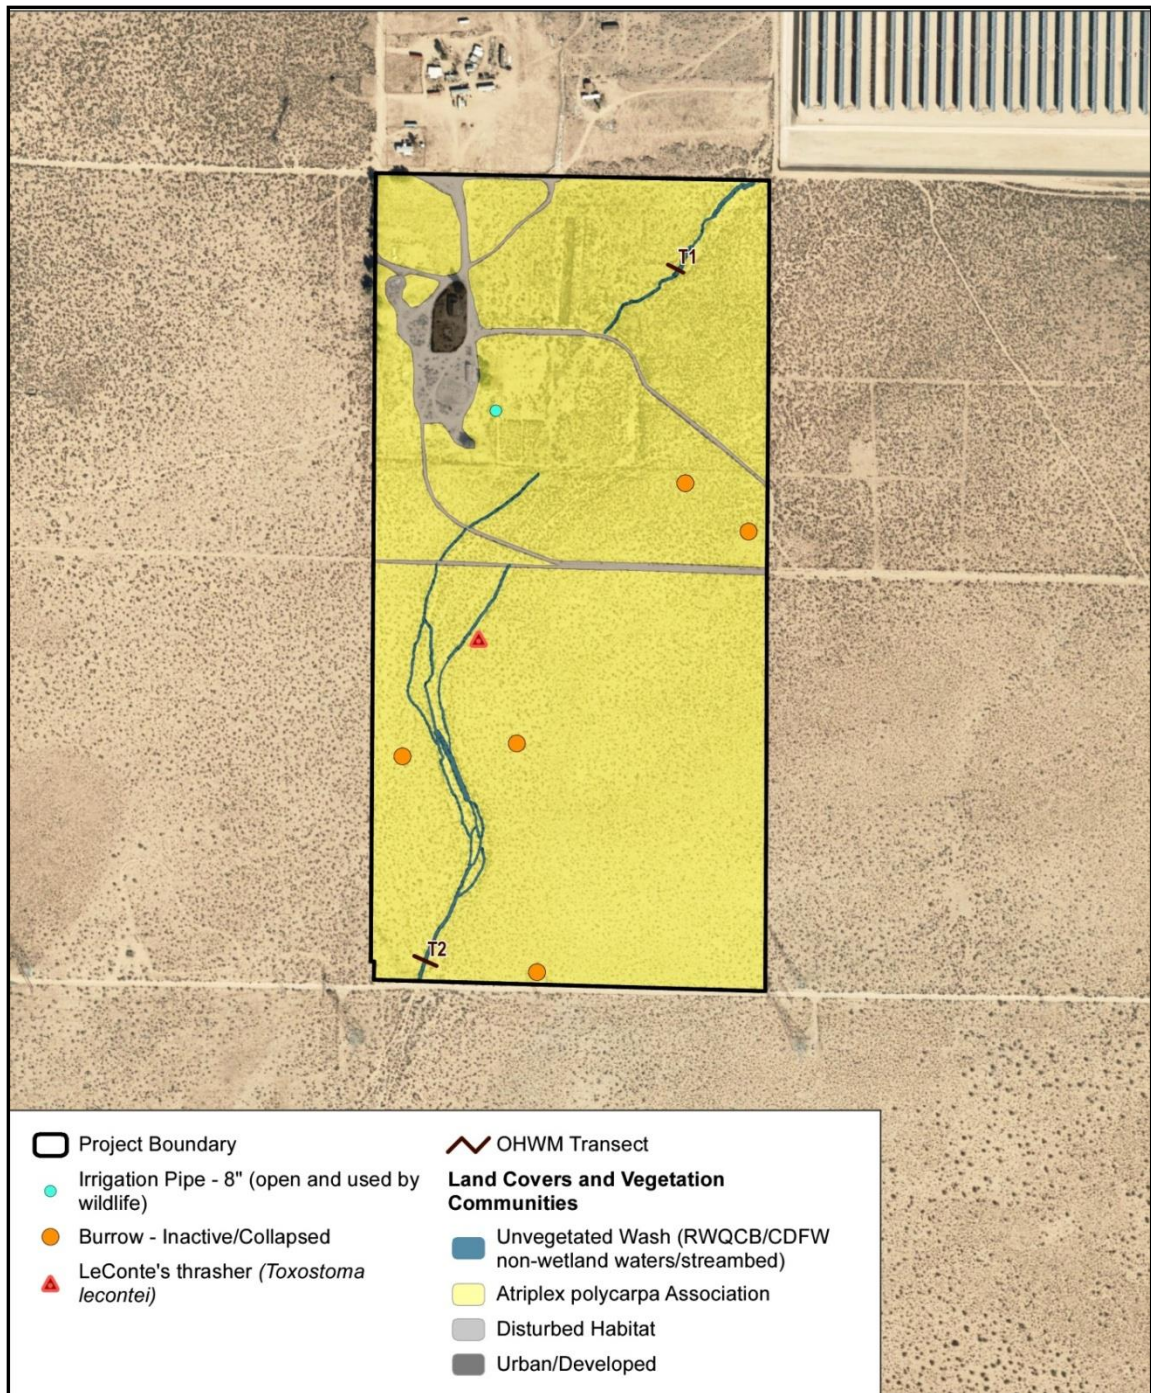 T1
T2
Project Boundary
Irrigation Pipe - 8" (open and used by
wildlife)
Burrow - Inactive/Collapsed
LeConte's thrasher (Toxostoma
lecontei)
OHWM Transect
Land Covers and Vegetation
Communities
Unvegetated Wash (RWQCB/CDFW
non-wetland waters/streambed)
Atriplex polycarpa Association
Disturbed Habitat
Urban/Developed